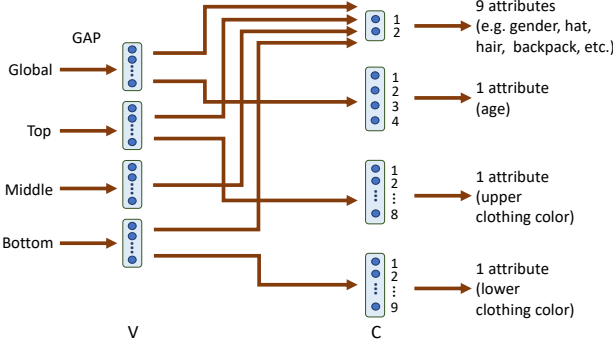 GAP
Global
Top
Middle
Bottom
V
1
2
1
2
3
4
1
2
⋮
8
1
2
⋮
9
C
9 attributes
(e.g. gender, hat,
hair, backpack, etc.)
1 attribute
(age)
1 attribute
(upper
clothing color)
1 attribute
(lower
clothing color)